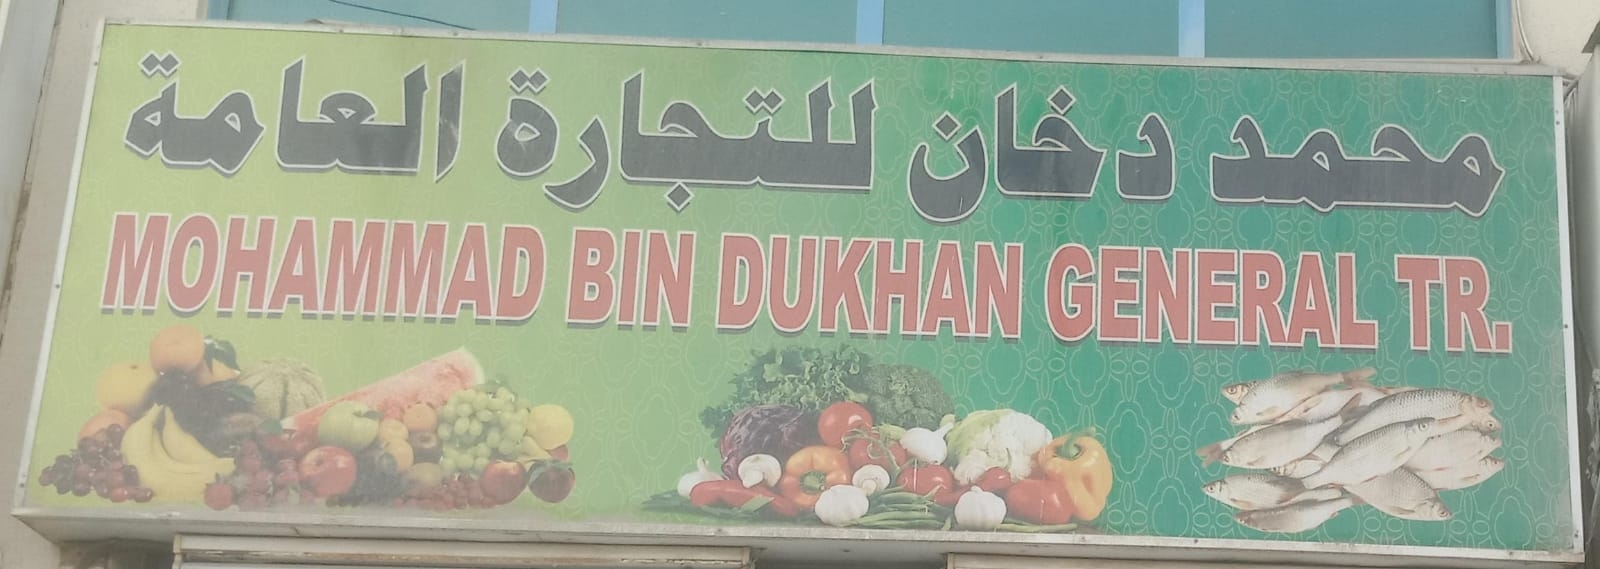 محمد دخان للتجارة العامة
MOHAMMAD BIN DUKHAN GENERAL TR.